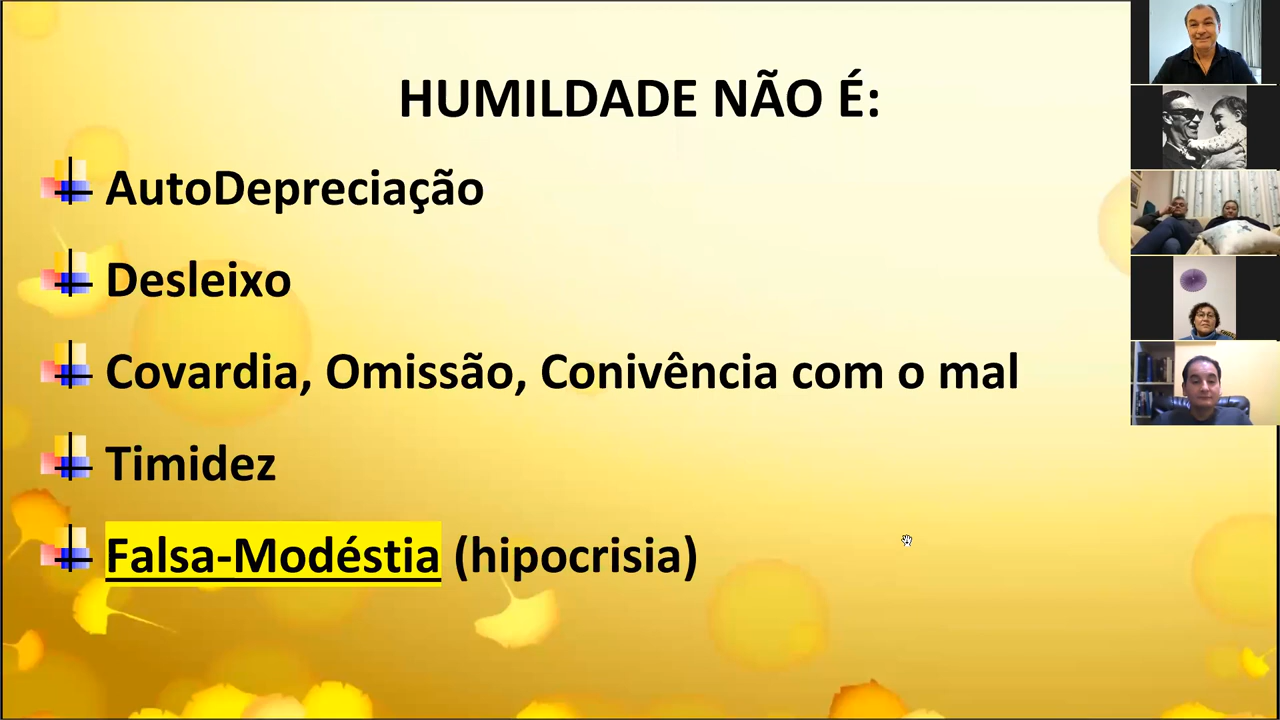 HUMILDADE NÃO É:
AutoDepreciação
Desleixo
Covardia, Omissão, Conivência com o mal
Timidez
Falsa-Modéstia (hipocrisia)